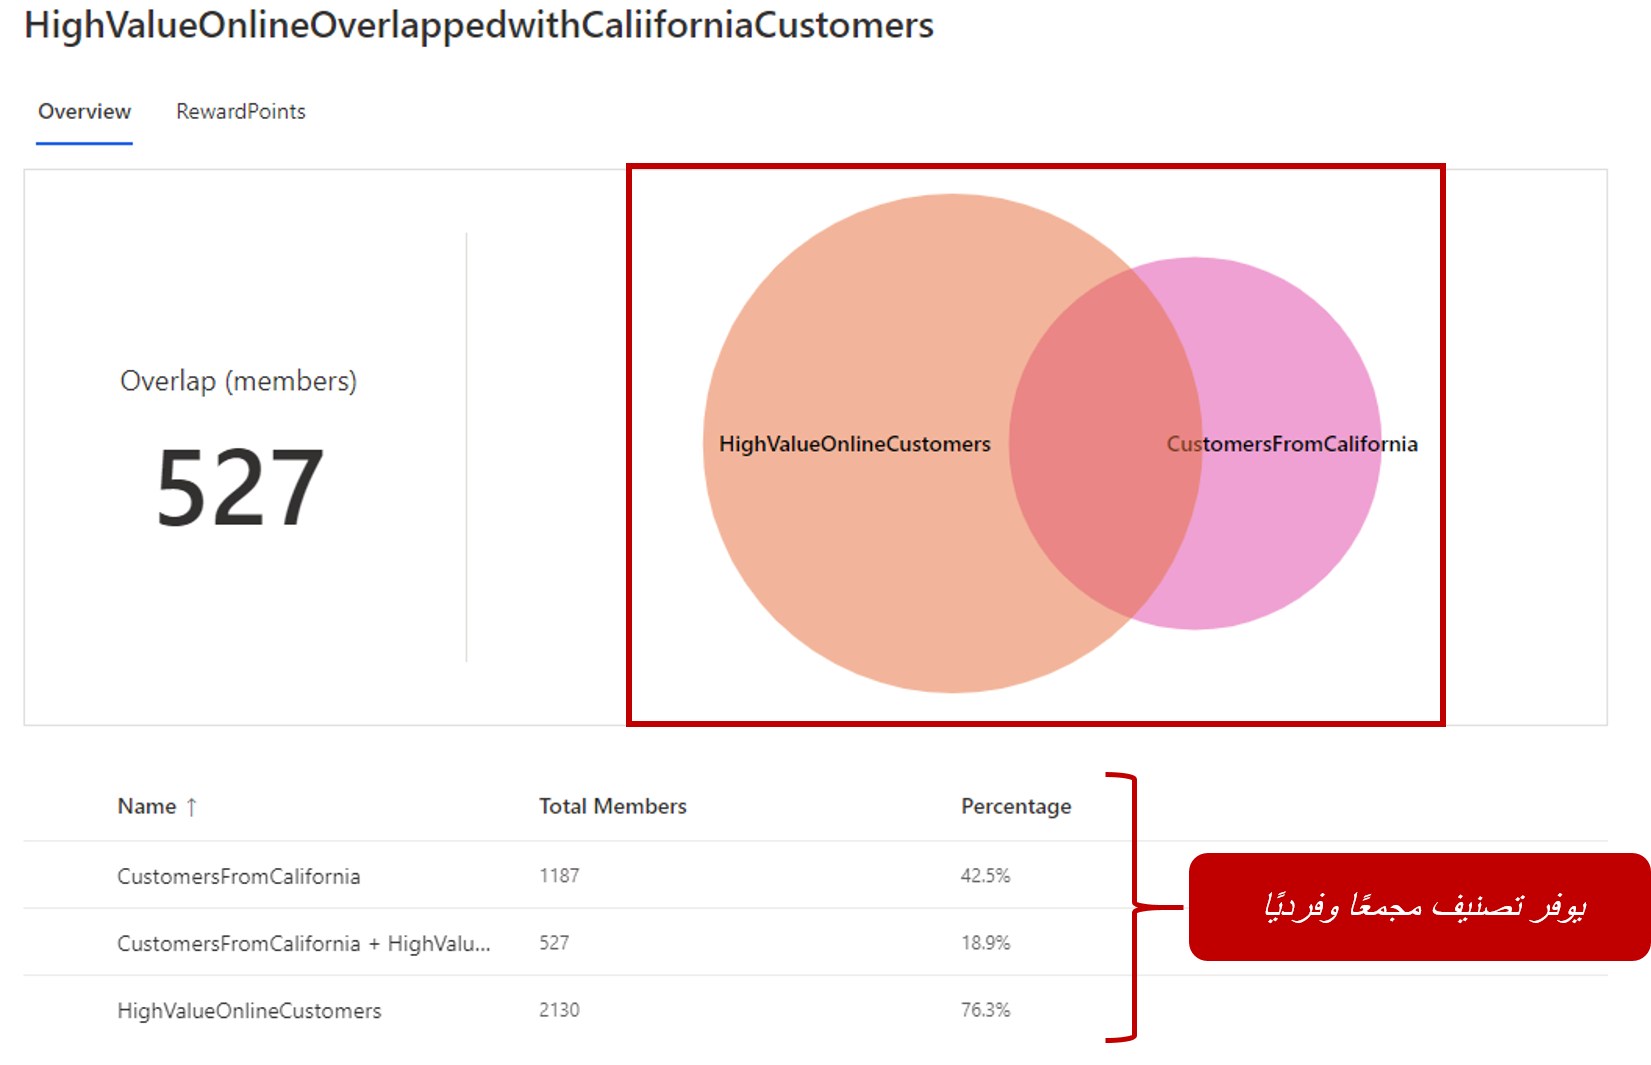 HighValueOnlineOverlappedwithCaliiforniaCustomers
Overview RewardPoints
Overlap (members)
527
HighValueOnlineCustomers CustomersFromCalifornia
Name ↑ Total Members Percentage
CustomersFromCalifornia 1187 42.5%
CustomersFromCalifornia + HighValu... 527 18.9%
HighValueOnlineCustomers 2130 76.3%
يوفر تصنيف مجمعًا وفرديًا